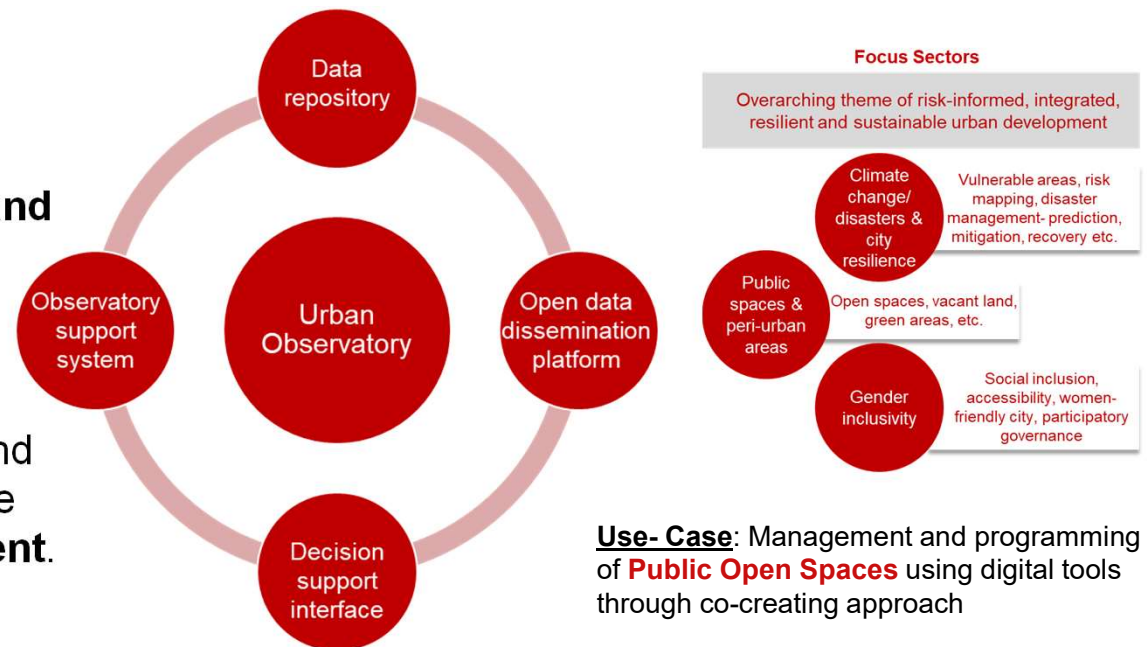 and
nd
e
ent.
Data
repository
Observatory
support
system
Urban
Observatory
Open data
dissemination
platform
Decision
support
interface
Focus Sectors
Overarching theme of risk-informed, integrated,
resilient and sustainable urban development
Climate
change/
disasters &
city
resilience
Vulnerable areas, risk
mapping, disaster
management- prediction,
mitigation, recovery etc.
Public
spaces &
peri-urban
areas
Open spaces, vacant land,
green areas, etc.
Gender
inclusivity
Social inclusion,
accessibility, women-
friendly city, participatory
governance
Use- Case: Management and programming
of Public Open Spaces using digital tools
through co-creating approach